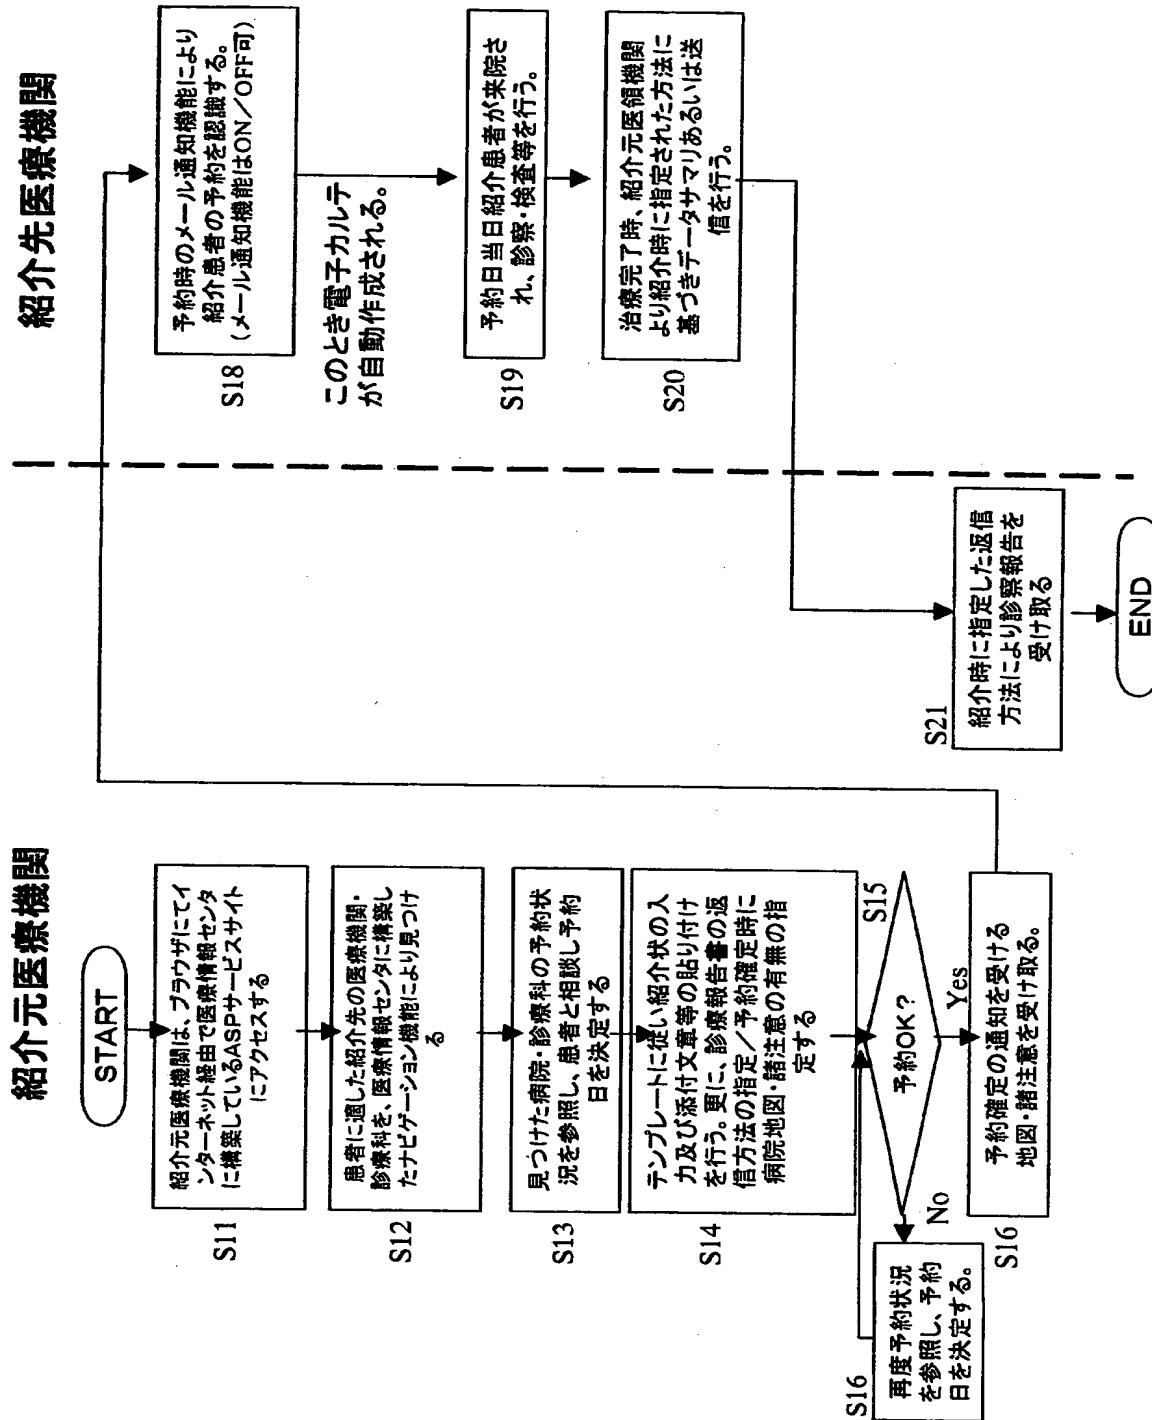 紹介元医療機関
START
紹介元医療機関は、ブラウザにてイ
ンターネット経由で医療情報センタ
に構築しているASPサービスサイト
にアクセスする
S11
患者に適した紹介先の医療機関・
診療科を、医療情報センタに構築し
たナビゲーション機能により見つけ
る
S12
見つけた病院・診療科の予約状
況を参照し、患者と相談し予約
日を決定する
S13
テンプレートに従い紹介状の入
力及び添付文章等の貼り付け
を行う。更に、診療報告書の返
信方法の指定/予約確定時に
病院地図・諸注意の有無の指
定する
S14
S15
予約OK?
No
Yes
再度予約状況
を参照し、予約
日を決定する。
S16
予約確定の通知を受ける
地図・諸注意を受け取る。
S16
紹介先医療機関
予約時のメール通知機能により
紹介患者の予約を認識する。
(メール通知機能はON/OFF可)
S18
このとき電子カルテ
が自動作成される。
予約日当日紹介患者が来院さ
れ、診察・検査等を行う。
S19
治療完了時、紹介元医領機関
より紹介時に指定された方法に
基づきデータサマリあるいは送
信を行う。
S20
紹介時に指定した返信
方法により診察報告を
受け取る
S21
END